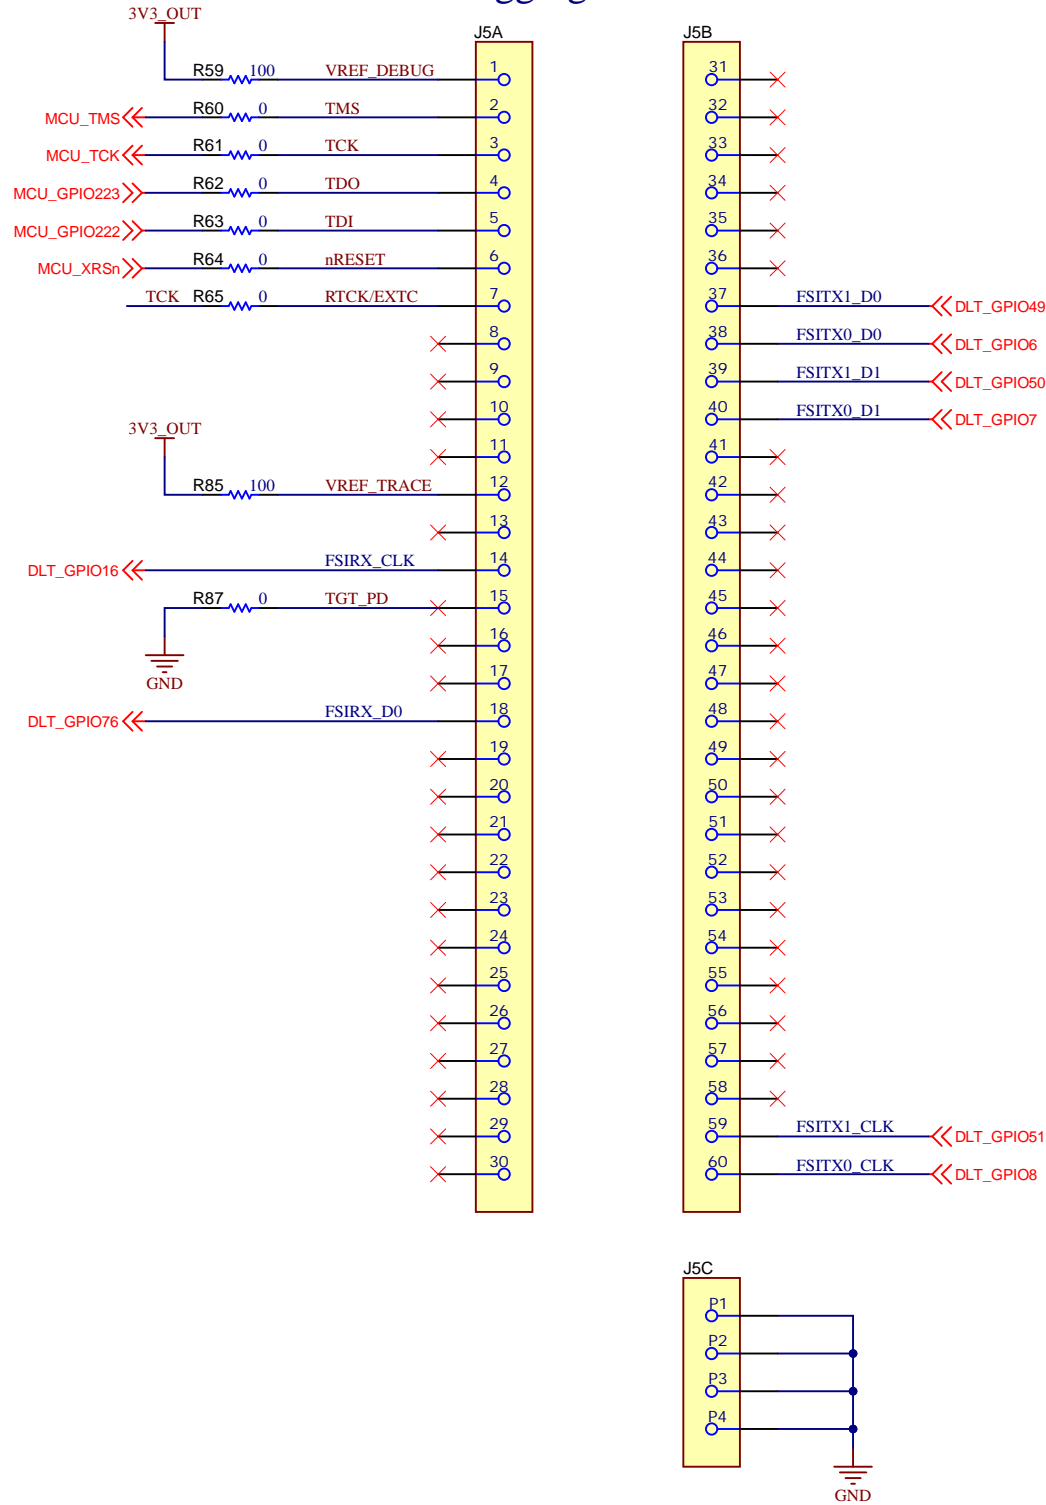 3V3_OUT
J5A
J5B
R59 100 VREF_DEBUG 1
31
MCU_TMS R60 0 TMS 2
32
MCU_TCK R61 0 TCK 3
33
MCU_GPIO223 R62 0 TDO 4
34
MCU_GPIO222 R63 0 TDI 5
35
MCU_XRSn R64 0 nRESET 6
36
TCK R65 0 RTCK/EXTC 7
37 FSITX1_D0 DLT_GPIO49
8
38 FSITX0_D0 DLT_GPIO6
9
39 FSITX1_D1 DLT_GPIO50
10
40 FSITX0_D1 DLT_GPIO7
3V3_OUT
11
41
R85 100 VREF_TRACE 12
42
13
43
DLT_GPIO16 FSIRX_CLK 14
44
R87 0 TGT_PD 15
45
16
46
GND
17
47
DLT_GPIO76 FSIRX_D0 18
48
19
49
20
50
21
51
22
52
23
53
24
54
25
55
26
56
27
57
28
58
29
59 FSITX1_CLK DLT_GPIO51
30
60 FSITX0_CLK DLT_GPIO8
J5C
P1
P2
P3
P4
GND